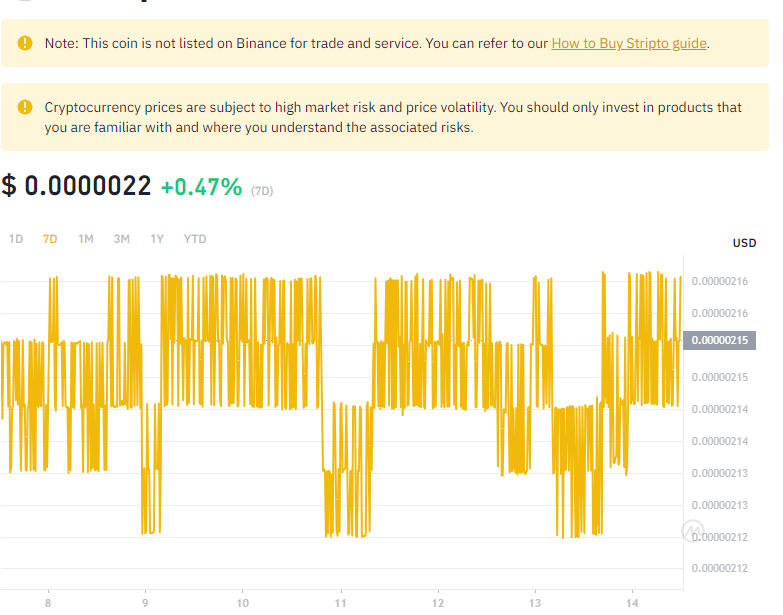 Note: This coin is not listed on Binance for trade and service. You can refer to our How to Buy Stripto guide.
Cryptocurrency prices are subject to high market risk and price volatility. You should only invest in products that
you are familiar with and where you understand the associated risks.
$ 0.0000022 +0.47% (7D)
1D 7D 1M 3M 1Y YTD
USD
0.00000216
0.00000216
0.00000215
0.00000215
0.00000214
0.00000214
0.00000213
0.00000213
0.00000212
0.00000212
8 9 10 11 12 13 14